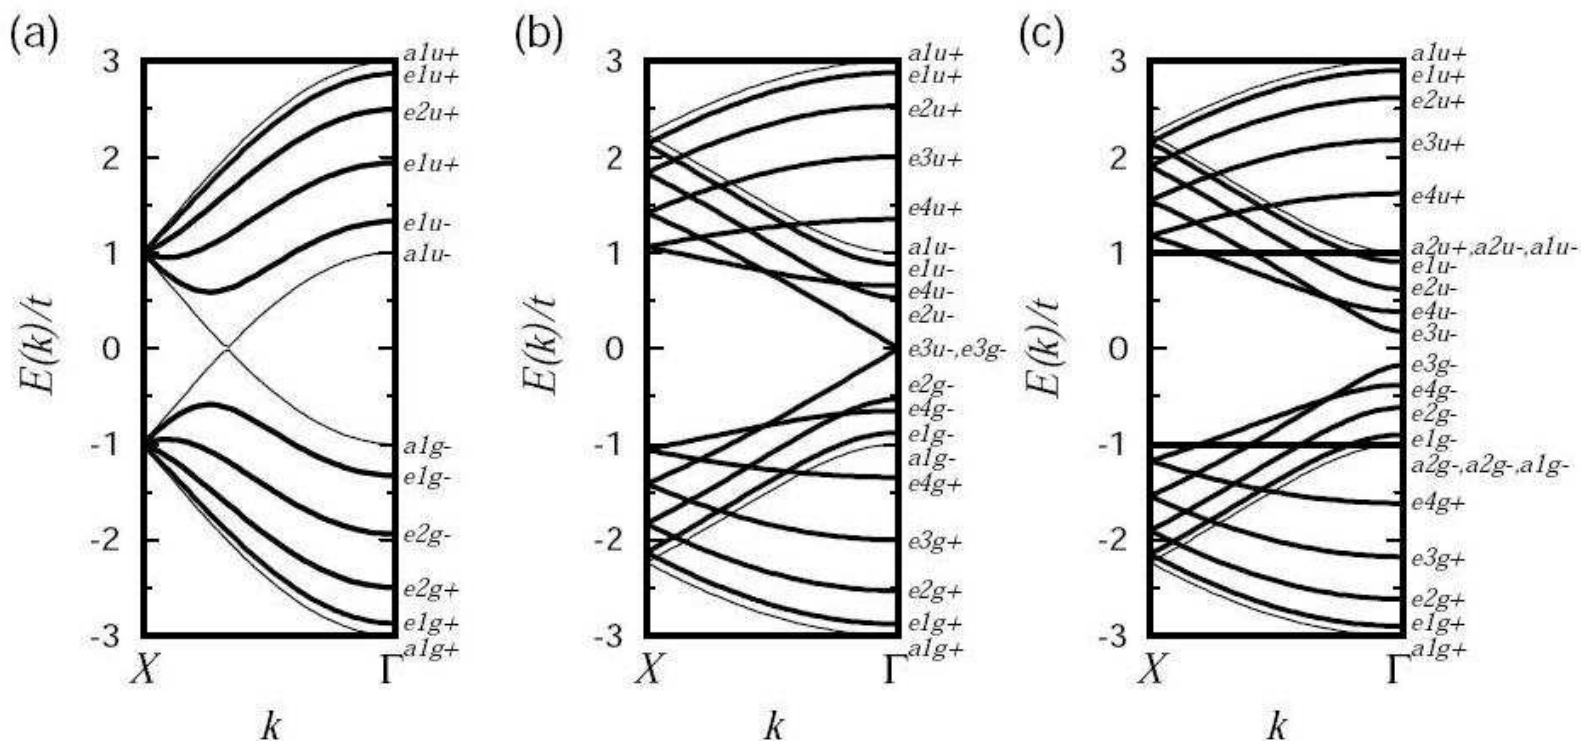 (a)
E(k)/t
3
2
1
0
-1
-2
-3
a1u+
e1u+
e2u+
e1u+
e1u-
a1u-
a1g-
e1g-
e2g-
e2g+
e1g+
a1g+
X Γ
k
(b)
E(k)/t
3
2
1
0
-1
-2
-3
a1u+
e1u+
e2u+
e3u+
e4u+
a1u-
e1u-
e4u-
e2u-
e3u-,e3g-
e2g-
e4g-
e1g-
a1g-
e4g+
e3g+
e2g+
e1g+
a1g+
X Γ
k
(c)
E(k)/t
3
2
1
0
-1
-2
-3
a1u+
e1u+
e2u+
e3u+
e4u+
a2u+,a2u-,a1u-
e1u-
e2u-
e4u-
e3u-
e3g-
e4g-
e2g-
e1g-
a2g-,a2g-,a1g-
e4g+
e3g+
e2g+
e1g+
a1g+
X Γ
k